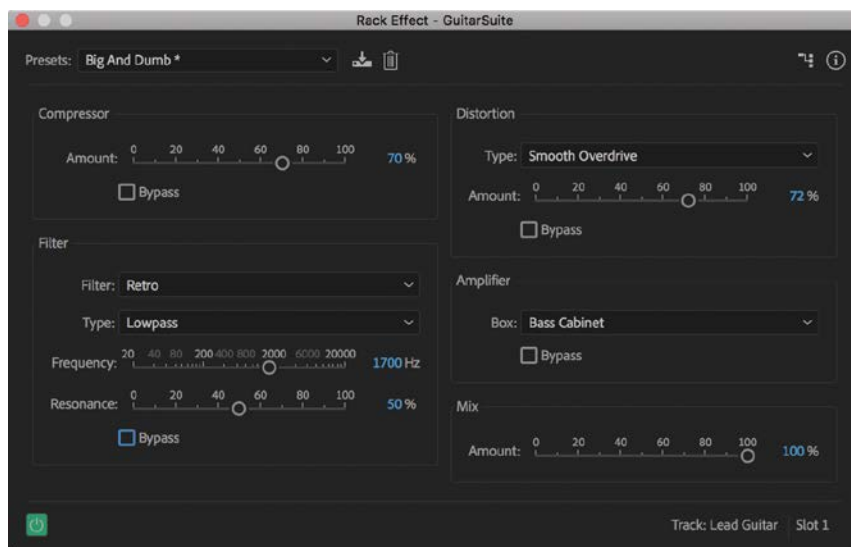 Rack Effect - GuitarSuite
Presets: Big And Dumb *
Compressor
0 20 40 60 80 100
Amount: 70 %
Bypass
Filter
Filter: Retro
Type: Lowpass
20 40 80 200 400 800 2000 6000 20000
Frequency: 1700 Hz
0 20 40 60 80 100
Resonance: 50 %
Bypass
Distortion
Type: Smooth Overdrive
0 20 40 60 80 100
Amount: 72 %
Bypass
Amplifier
Box: Bass Cabinet
Bypass
Mix
0 20 40 60 80 100
Amount: 100 %
Track: Lead Guitar Slot 1